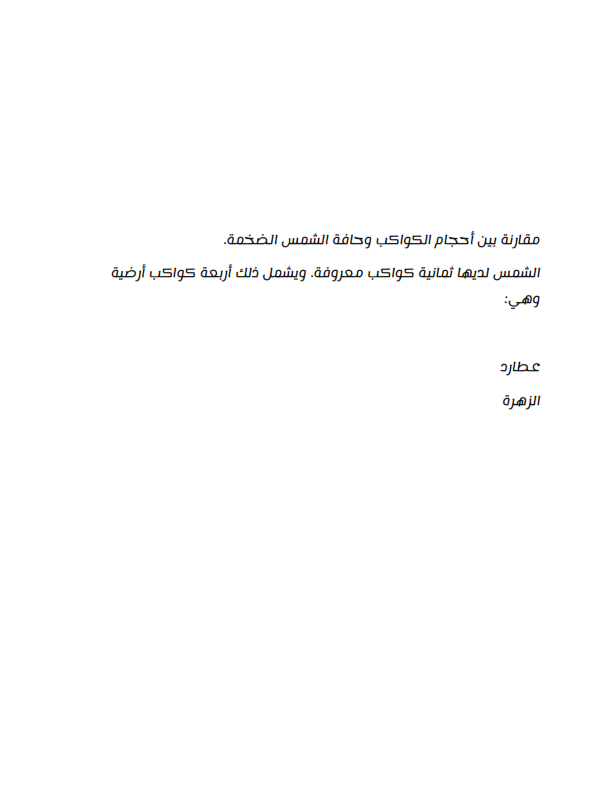 مقارنة بين أحجام الكواكب وحافة الشمس الضخمة.
الشمس لديها ثمانية كواكب معروفة. ويشمل ذلك أربعة كواكب أرضية
وهي:
عطارد
الزهرة